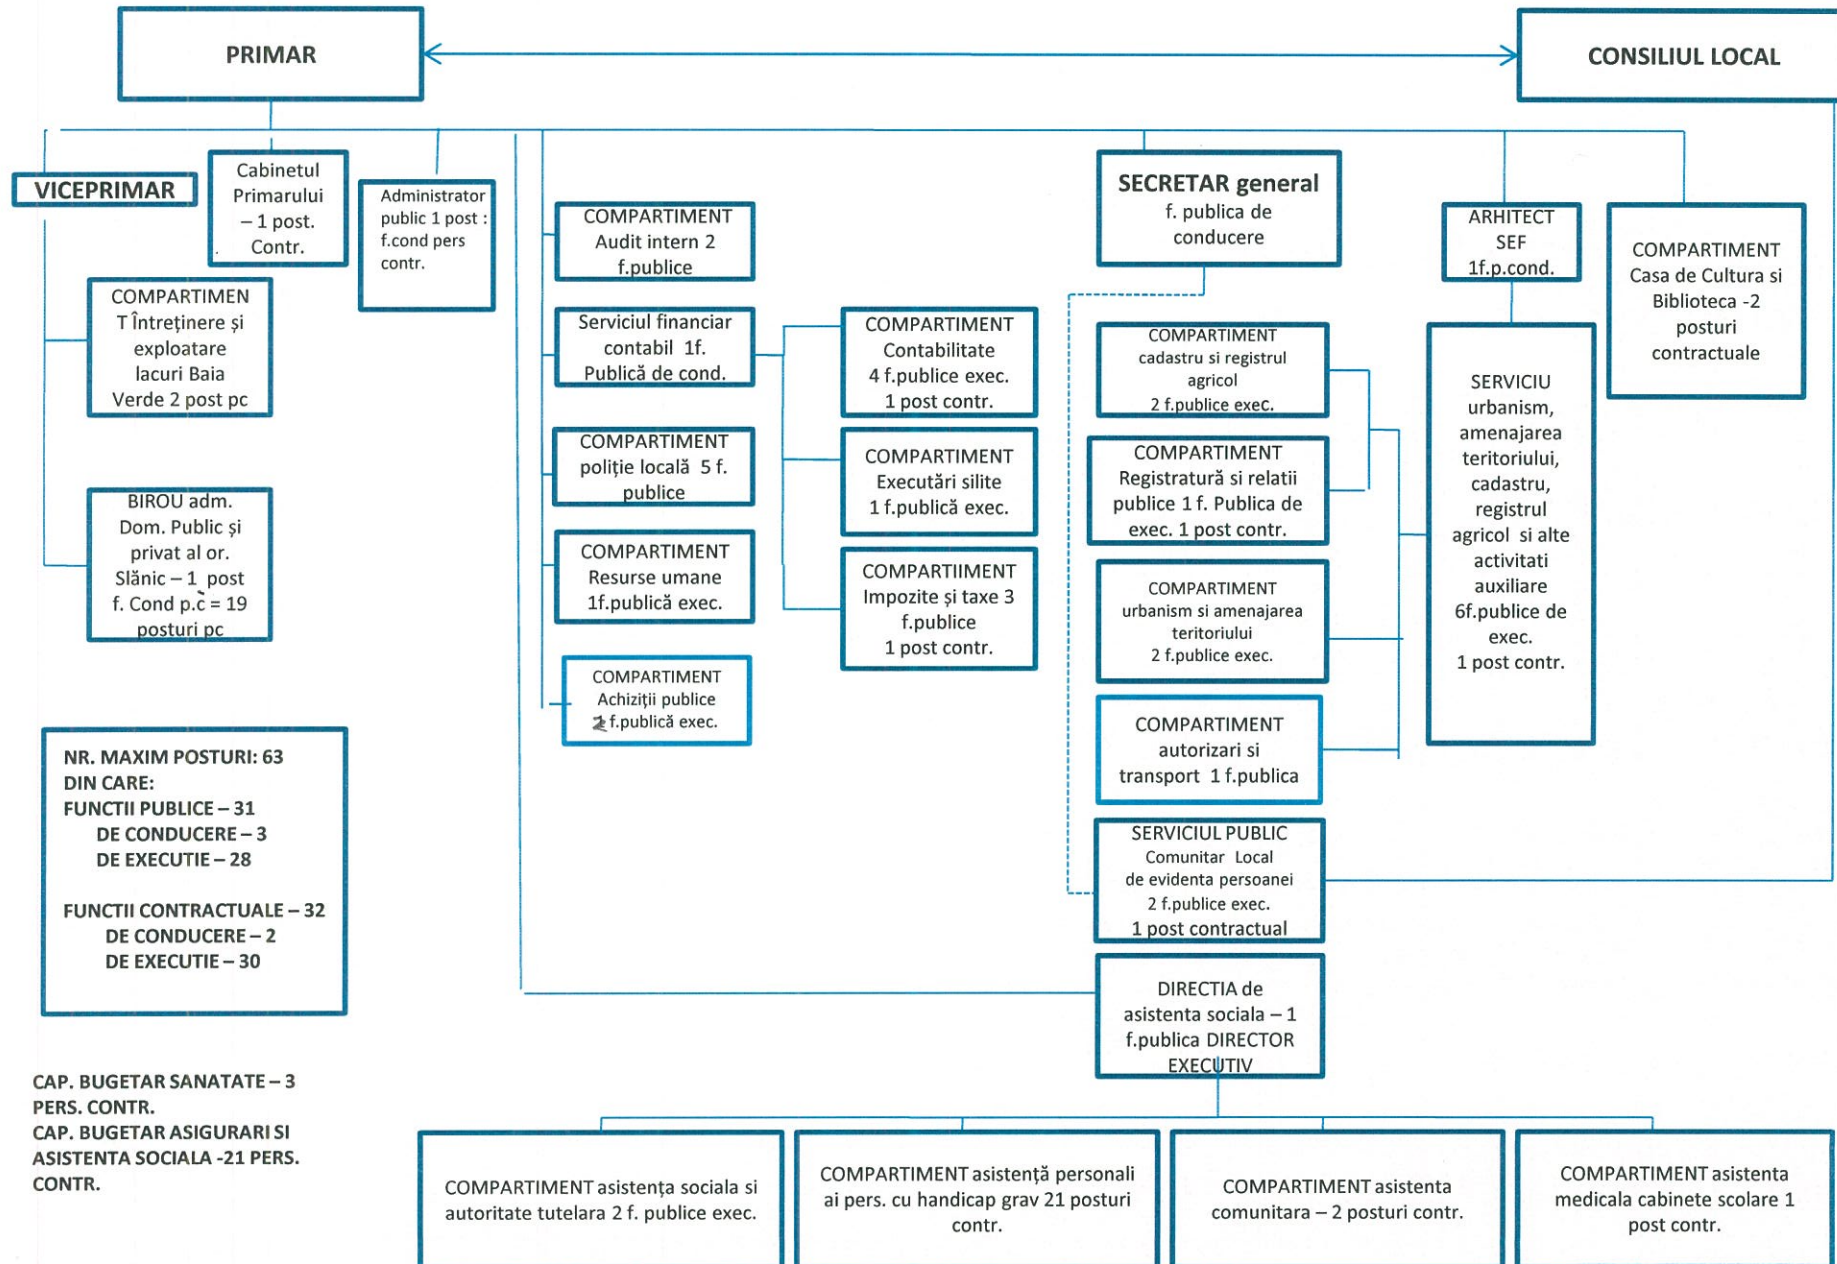 PRIMAR
CONSILIUL LOCAL
VICEPRIMAR
Cabinetul
Primarului
– 1 post.
Contr.
Administrator
public 1 post :
f.cond pers
contr.
COMPARTIMEN
T Întreținere și
exploatare
lacuri Baia
Verde 2 post pc
BIROU adm.
Dom. Public și
privat al or.
Slănic – 1 post
f. Cond p.c = 19
posturi pc
COMPARTIMENT
Audit intern 2
f.publice
Serviciul financiar
contabil 1f.
Publică de cond.
COMPARTIMENT
poliție locală 5 f.
publice
COMPARTIMENT
Resurse umane
1f.publică exec.
COMPARTIMENT
Achiziții publice
f.publică exec.
COMPARTIMENT
Contabilitate
4 f.publice exec.
1 post contr.
COMPARTIMENT
Executări silite
1 f.publică exec.
COMPARTIIMENT
Impozite și taxe 3
f.publice
1 post contr.
SECRETAR general
f. publica de
conducere
COMPARTIMENT
cadastru si registrul
agricol
2 f.publice exec.
COMPARTIMENT
Registratură si relatii
publice 1 f. Publica de
exec. 1 post contr.
COMPARTIMENT
urbanism si amenajarea
teritoriului
2 f.publice exec.
COMPARTIMENT
autorizari si
transport 1 f.publica
SERVICIUL PUBLIC
Comunitar Local
de evidenta persoanei
2 f.publice exec.
1 post contractual
ARHITECT
SEF
1f.p.cond.
SERVICIU
urbanism,
amenajarea
teritoriului,
cadastru,
registrul
agricol si alte
activitati
auxiliare
6f.publice de
exec.
1 post contr.
COMPARTIMENT
Casa de Cultura si
Biblioteca -2
posturi
contractuale
NR. MAXIM POSTURI: 63
DIN CARE:
FUNCTII PUBLICE – 31
DE CONDUCERE – 3
DE EXECUTIE – 28
FUNCTII CONTRACTUALE – 32
DE CONDUCERE – 2
DE EXECUTIE – 30
CAP. BUGETAR SANATATE – 3
PERS. CONTR.
CAP. BUGETAR ASIGURARI SI
ASISTENTA SOCIALA -21 PERS.
CONTR.
DIRECTIA de
asistenta sociala – 1
f.publica DIRECTOR
EXECUTIV
COMPARTIMENT asistența sociala si
autoritate tutelara 2 f. publice exec.
COMPARTIMENT asistență personali
ai pers. cu handicap grav 21 posturi
contr.
COMPARTIMENT asistenta
comunitara – 2 posturi contr.
COMPARTIMENT asistenta
medicala cabinete scolare 1
post contr.